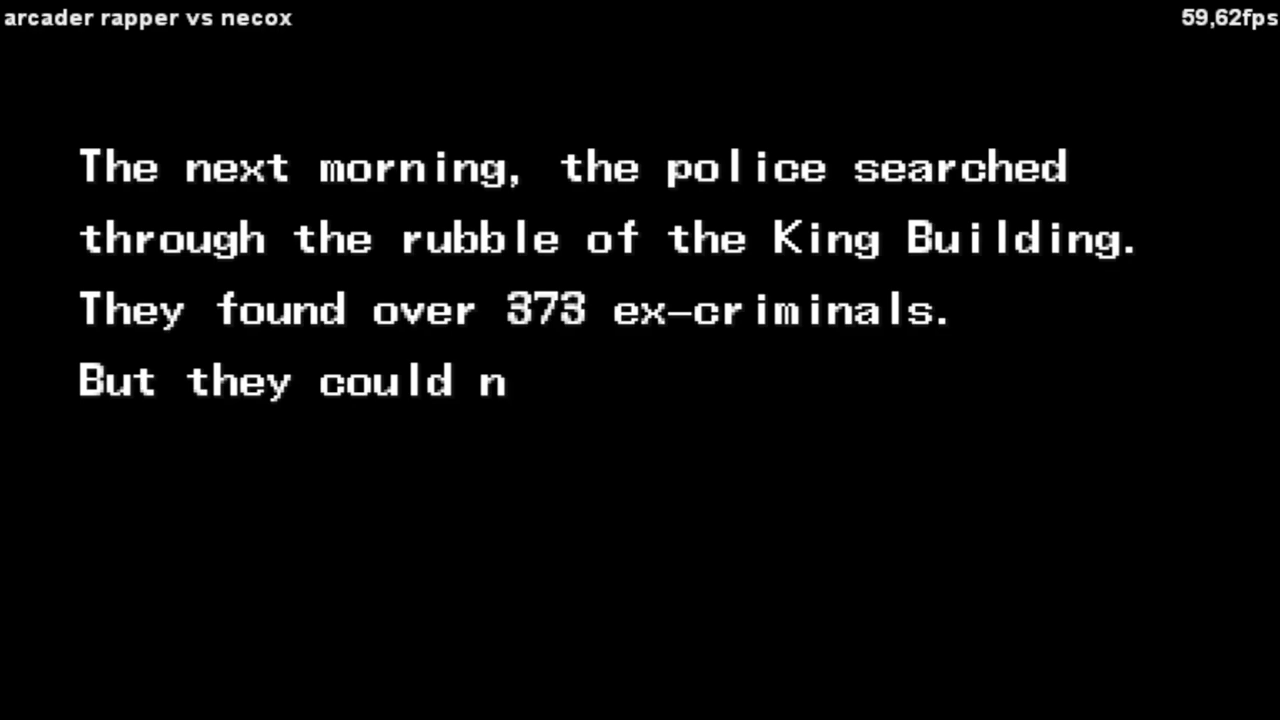 arcader rapper vs necox
59,62fps
The next morning, the police searched
through the rubble of the King Building.
They found over 373 ex-criminals.
But they could n